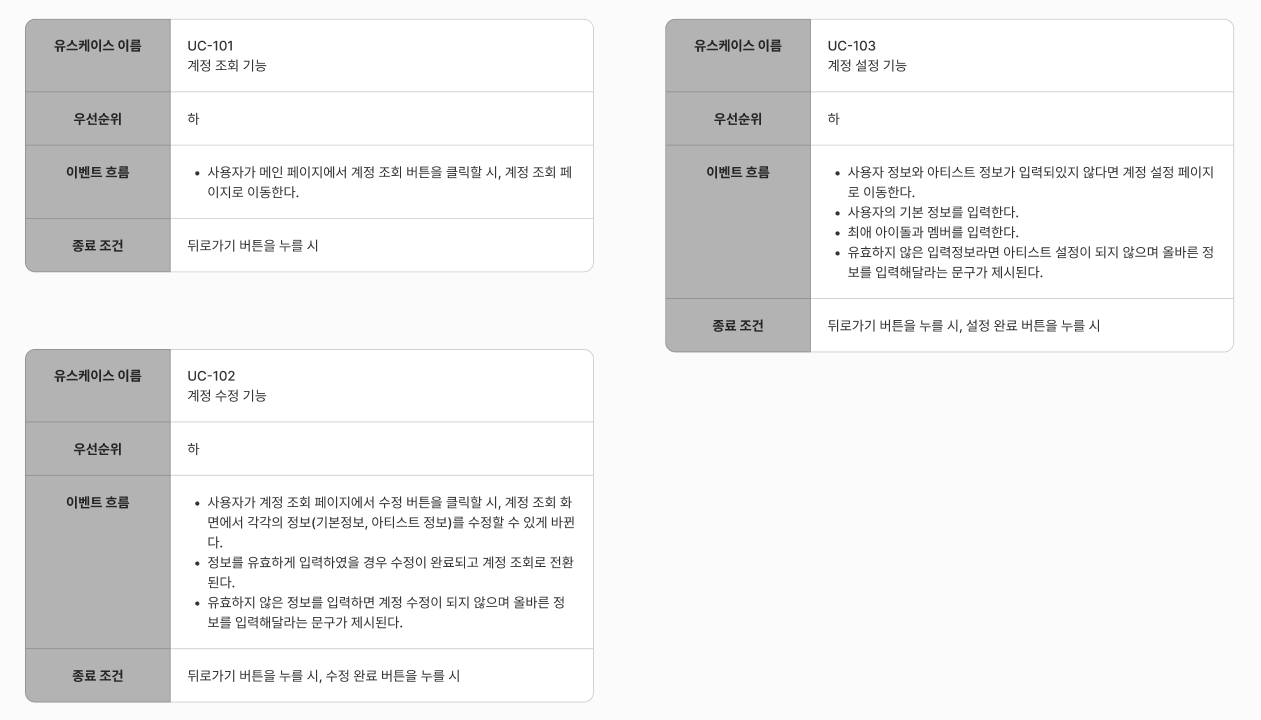 유스케이스 이름
UC-101
계정 조회 기능
우선순위
하
이벤트 흐름
• 사용자가 메인 페이지에서 계정 조회 버튼을 클릭할 시, 계정 조회 페
이지로 이동한다.
종료 조건
뒤로가기 버튼을 누를 시
유스케이스 이름
UC-102
계정 수정 기능
우선순위
하
이벤트 흐름
• 사용자가 계정 조회 페이지에서 수정 버튼을 클릭할 시, 계정 조회 화
면에서 각각의 정보(기본정보, 아티스트 정보)를 수정할 수 있게 바뀐
다.
• 정보를 유효하게 입력하였을 경우 수정이 완료되고 계정 조회로 전환
된다.
• 유효하지 않은 정보를 입력하면 계정 수정이 되지 않으며 올바른 정
보를 입력해달라는 문구가 제시된다.
종료 조건
뒤로가기 버튼을 누를 시, 수정 완료 버튼을 누를 시
유스케이스 이름
UC-103
계정 설정 기능
우선순위
하
이벤트 흐름
• 사용자 정보와 아티스트 정보가 입력되있지 않다면 계정 설정 페이지
로 이동한다.
• 사용자의 기본 정보를 입력한다.
• 최애 아이돌과 멤버를 입력한다.
• 유효하지 않은 입력정보라면 아티스트 설정이 되지 않으며 올바른 정
보를 입력해달라는 문구가 제시된다.
종료 조건
뒤로가기 버튼을 누를 시, 설정 완료 버튼을 누를 시